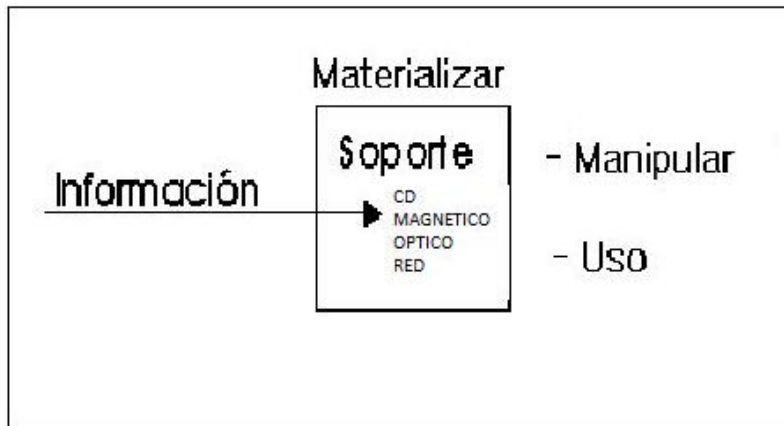 Materializar
Soporte
- Manipular
Información
CD
MAGNETICO
OPTICO
RED
- Uso